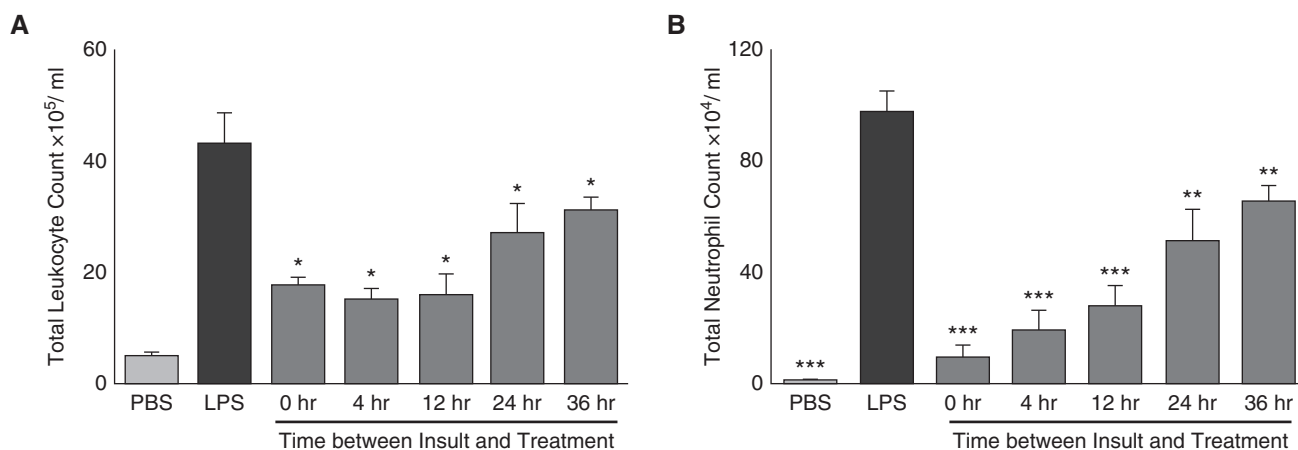 A
Total Leukocyte Count ×10⁵/ ml
60
40
20
0
*
*
*
*
*
PBS LPS 0 hr 4 hr 12 hr 24 hr 36 hr
Time between Insult and Treatment
B
Total Neutrophil Count ×10⁴/ ml
120
80
40
0
***
***
***
***
**
**
PBS LPS 0 hr 4 hr 12 hr 24 hr 36 hr
Time between Insult and Treatment